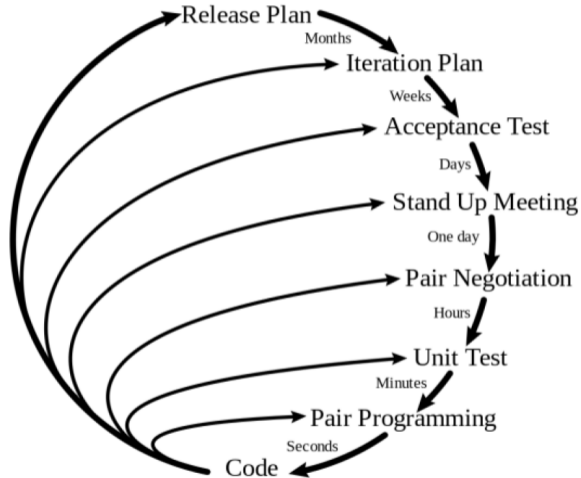 Release Plan
Months
Iteration Plan
Weeks
Acceptance Test
Days
Stand Up Meeting
One day
Pair Negotiation
Hours
Unit Test
Minutes
Pair Programming
Seconds
Code